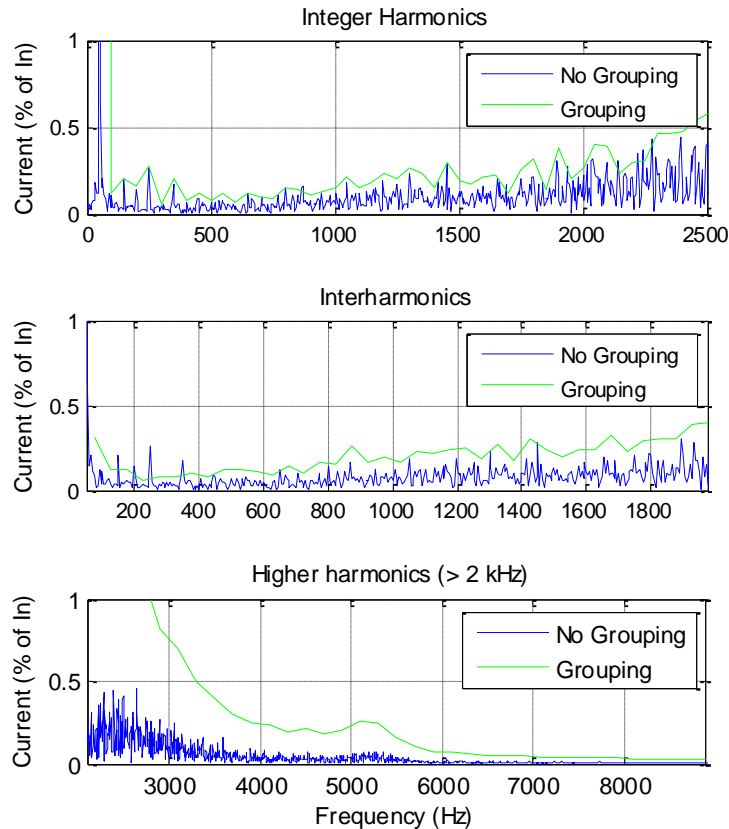 Integer Harmonics
1
0.5
0
Current (% of In)
No Grouping
Grouping
0 500 1000 1500 2000 2500
Interharmonics
1
0.5
0
Current (% of In)
No Grouping
Grouping
200 400 600 800 1000 1200 1400 1600 1800
Higher harmonics (> 2 kHz)
1
0.5
0
Current (% of In)
No Grouping
Grouping
3000 4000 5000 6000 7000 8000
Frequency (Hz)